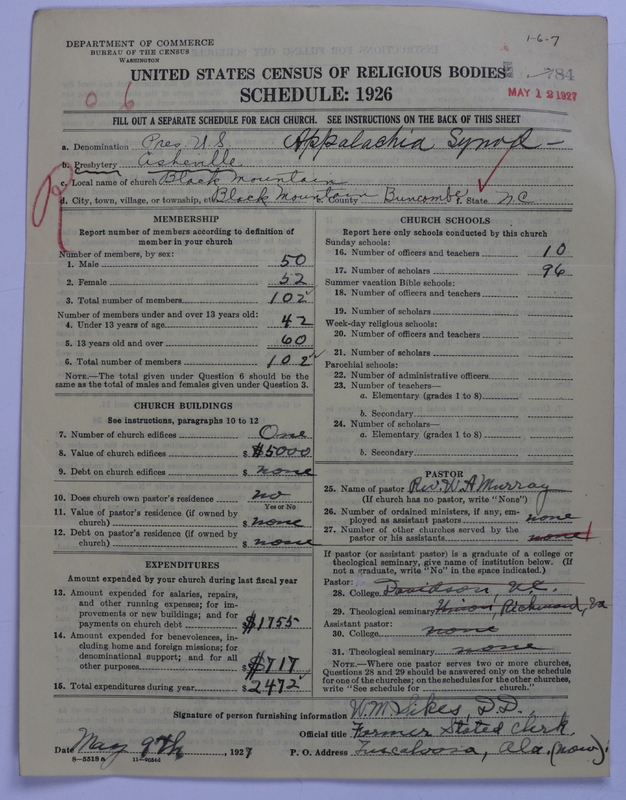 DEPARTMENT OF COMMERCE
BUREAU OF THE CENSUS
WASHINGTON
1-6-7
UNITED STATES CENSUS OF RELIGIOUS BODIES
784
SCHEDULE: 1926
MAY 12 1927
0 6
FILL OUT A SEPARATE SCHEDULE FOR EACH CHURCH. SEE INSTRUCTIONS ON THE BACK OF THIS SHEET
a. Denomination Pres. U.S. Appalachia Synod—
b. Presbytery Asheville
c. Local name of church Black Mountain
d. City, town, village, or township, etc Black Mount e. County Buncombe f. State N.C.
MEMBERSHIP
Report number of members according to definition of
member in your church
Number of members, by sex:
1. Male 50
2. Female 52
3. Total number of members 102
Number of members under and over 13 years old:
4. Under 13 years of age 42
5. 13 years old and over 60
6. Total number of members 102
NOTE.—The total given under Question 6 should be the
same as the total of males and females given under Question 3.
CHURCH BUILDINGS
See instructions, paragraphs 10 to 12
7. Number of church edifices One
8. Value of church edifices $ $5000
9. Debt on church edifices $ none
10. Does church own pastor's residence no
Yes or No
11. Value of pastor's residence (if owned by
church) $ none
12. Debt on pastor's residence (if owned by
church) $ none
EXPENDITURES
Amount expended by your church during last fiscal year
13. Amount expended for salaries, repairs,
and other running expenses; for im-
provements or new buildings; and for
payments on church debt $1755
14. Amount expended for benevolences, in-
cluding home and foreign missions; for
denominational support; and for all
other purposes $ $717
15. Total expenditures during year $ 2472
CHURCH SCHOOLS
Report here only schools conducted by this church
Sunday schools:
16. Number of officers and teachers 10
17. Number of scholars 96
Summer vacation Bible schools:
18. Number of officers and teachers
19. Number of scholars
Week-day religious schools:
20. Number of officers and teachers
21. Number of scholars
Parochial schools:
22. Number of administrative officers
23. Number of teachers—
a. Elementary (grades 1 to 8)
b. Secondary
24. Number of scholars—
a. Elementary (grades 1 to 8)
b. Secondary
PASTOR
25. Name of pastor Rev. W. A. Murray
(If church has no pastor, write "None")
26. Number of ordained ministers, if any, em-
ployed as assistant pastors none
27. Number of other churches served by the
pastor or his assistants none
If pastor (or assistant pastor) is a graduate of a college or
theological seminary, give name of institution below. (If
not a graduate, write "No" in the space indicated.)
Pastor:
28. College Davidson, N.C.
29. Theological seminary Union, Richmond, Va
Assistant pastor:
30. College none
31. Theological seminary none
NOTE.—Where one pastor serves two or more churches,
Questions 28 and 29 should be answered only on the schedule
for one of the churches; on the schedules for the other churches,
write "See schedule for church."
Signature of person furnishing information W. M. Sikes, D.D.
Official title Former Stated Clerk
Date May 9th, 1927 P. O. Address Tuscaloosa, Ala. (now).
8-5518a